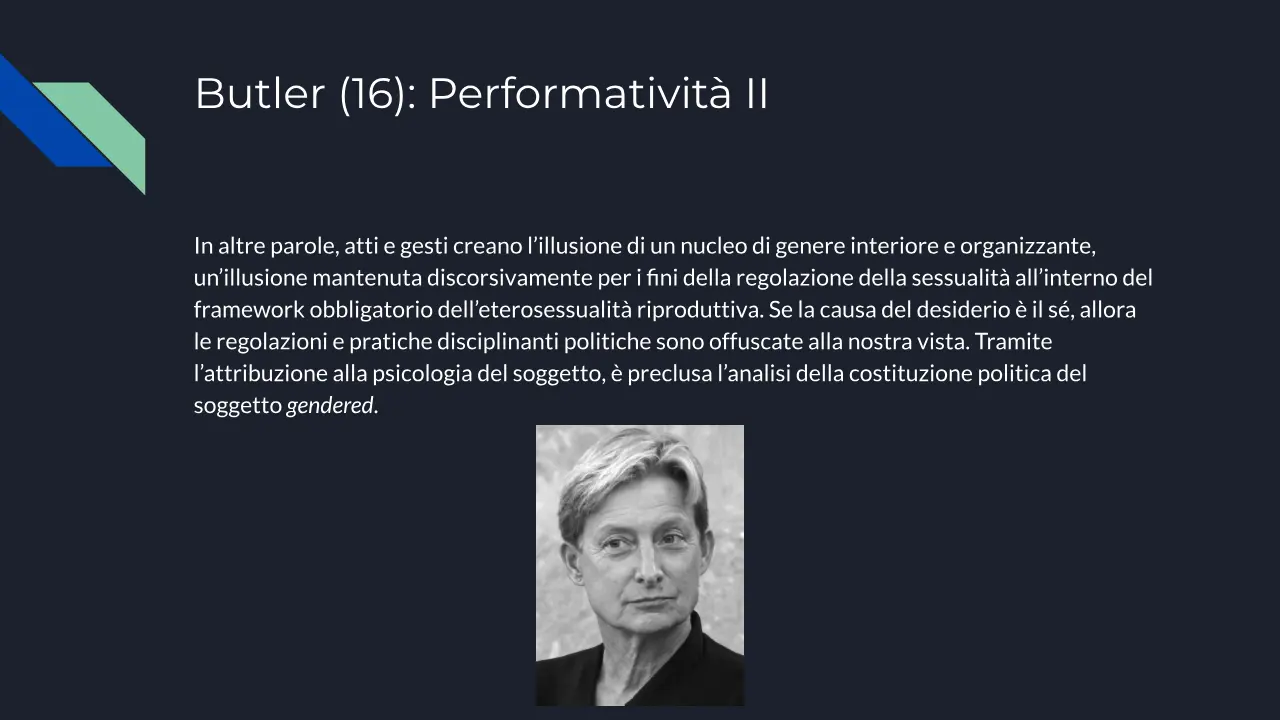 Butler (16): Performatività II
In altre parole, atti e gesti creano l’illusione di un nucleo di genere interiore e organizzante,
un’illusione mantenuta discorsivamente per i fini della regolazione della sessualità all’interno del
framework obbligatorio dell’eterosessualità riproduttiva. Se la causa del desiderio è il sé, allora
le regolazioni e pratiche disciplinanti politiche sono offuscate alla nostra vista. Tramite
l’attribuzione alla psicologia del soggetto, è preclusa l’analisi della costituzione politica del
soggetto gendered.